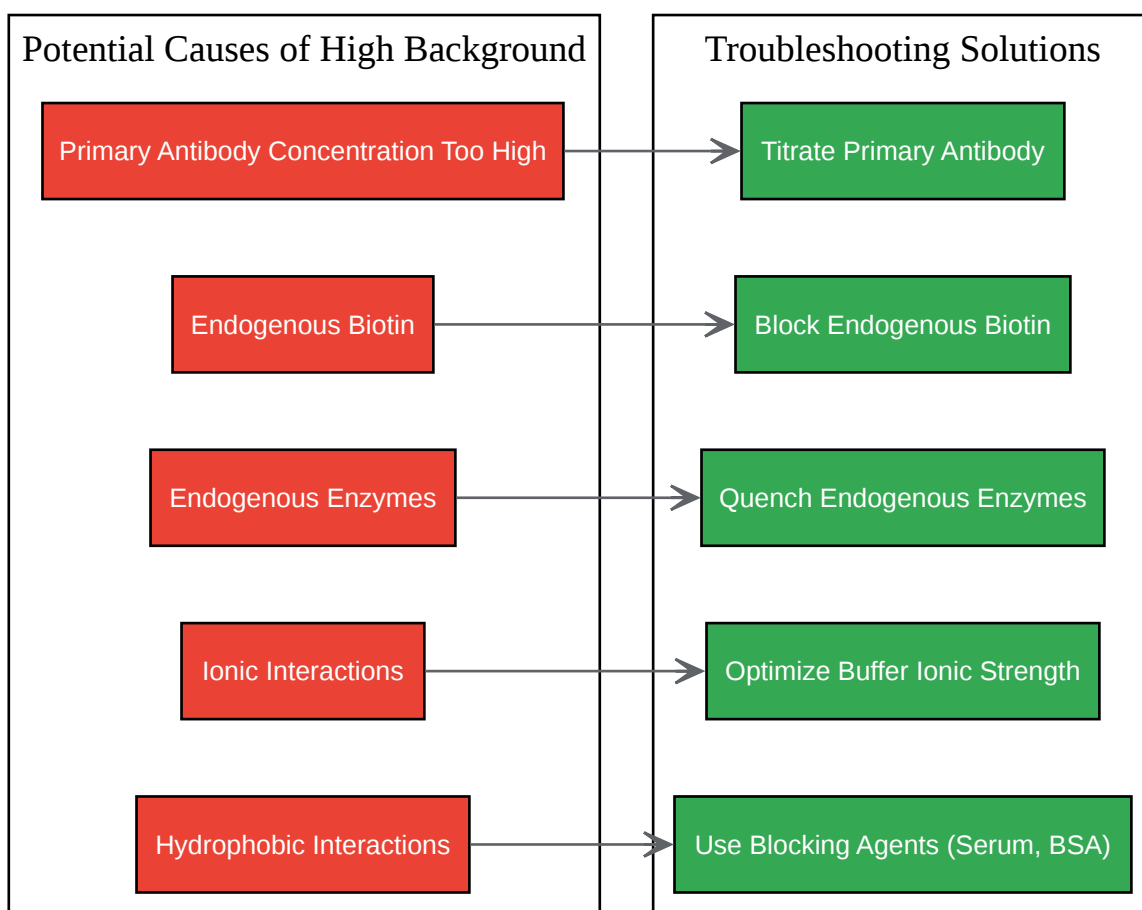 Potential Causes of High Background
Troubleshooting Solutions
Primary Antibody Concentration Too High
Titrate Primary Antibody
Endogenous Biotin
Block Endogenous Biotin
Endogenous Enzymes
Quench Endogenous Enzymes
Ionic Interactions
Optimize Buffer Ionic Strength
Hydrophobic Interactions
Use Blocking Agents (Serum, BSA)